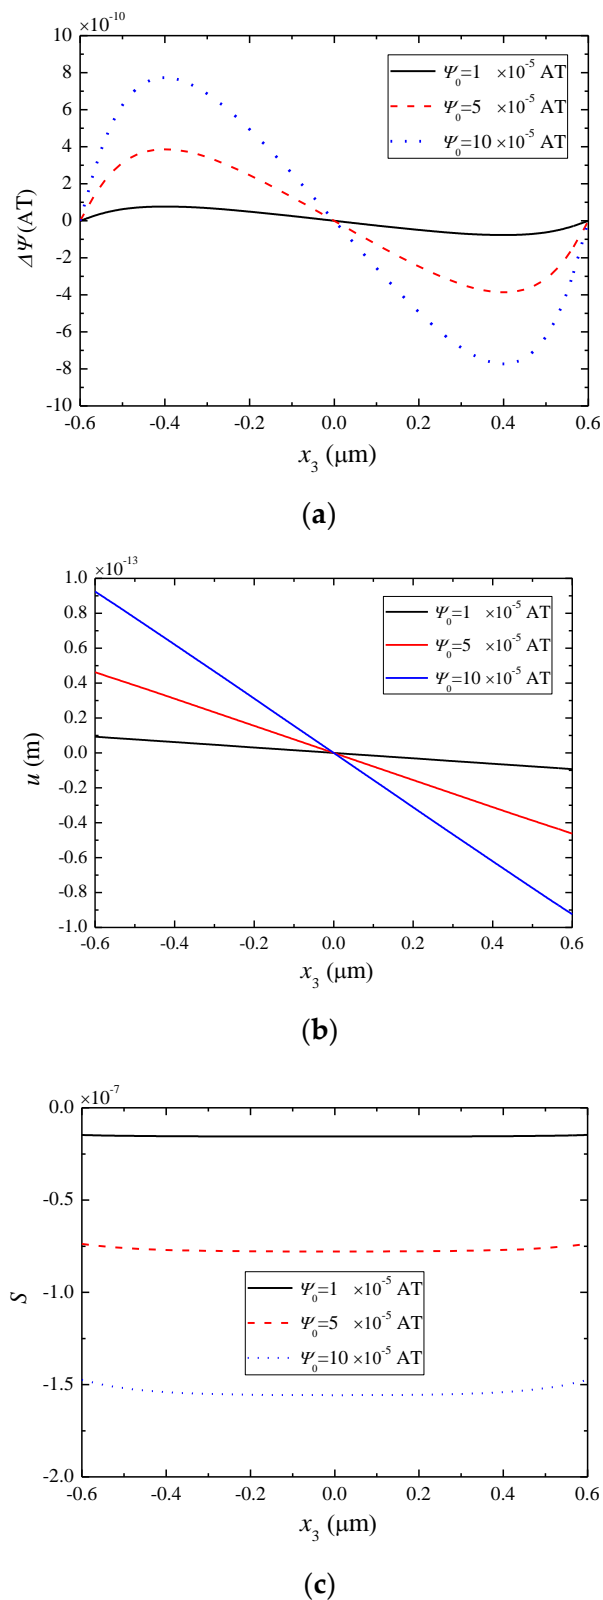 ×10⁻¹⁰
10
8
6
4
2
0
-2
-4
-6
-8
-10
ΔΨ(AT)
Ψ₀=1 ×10⁻⁵ AT
Ψ₀=5 ×10⁻⁵ AT
Ψ₀=10 ×10⁻⁵ AT
-0.6 -0.4 -0.2 0.0 0.2 0.4 0.6
x₃ (μm)
(a)
×10⁻¹³
1.0
0.8
0.6
0.4
0.2
0.0
-0.2
-0.4
-0.6
-0.8
-1.0
u (m)
Ψ₀=1 ×10⁻⁵ AT
Ψ₀=5 ×10⁻⁵ AT
Ψ₀=10 ×10⁻⁵ AT
-0.6 -0.4 -0.2 0.0 0.2 0.4 0.6
x₃ (μm)
(b)
×10⁻⁷
0.0
-0.5
-1.0
-1.5
-2.0
S
Ψ₀=1 ×10⁻⁵ AT
Ψ₀=5 ×10⁻⁵ AT
Ψ₀=10 ×10⁻⁵ AT
-0.6 -0.4 -0.2 0.0 0.2 0.4 0.6
x₃ (μm)
(c)